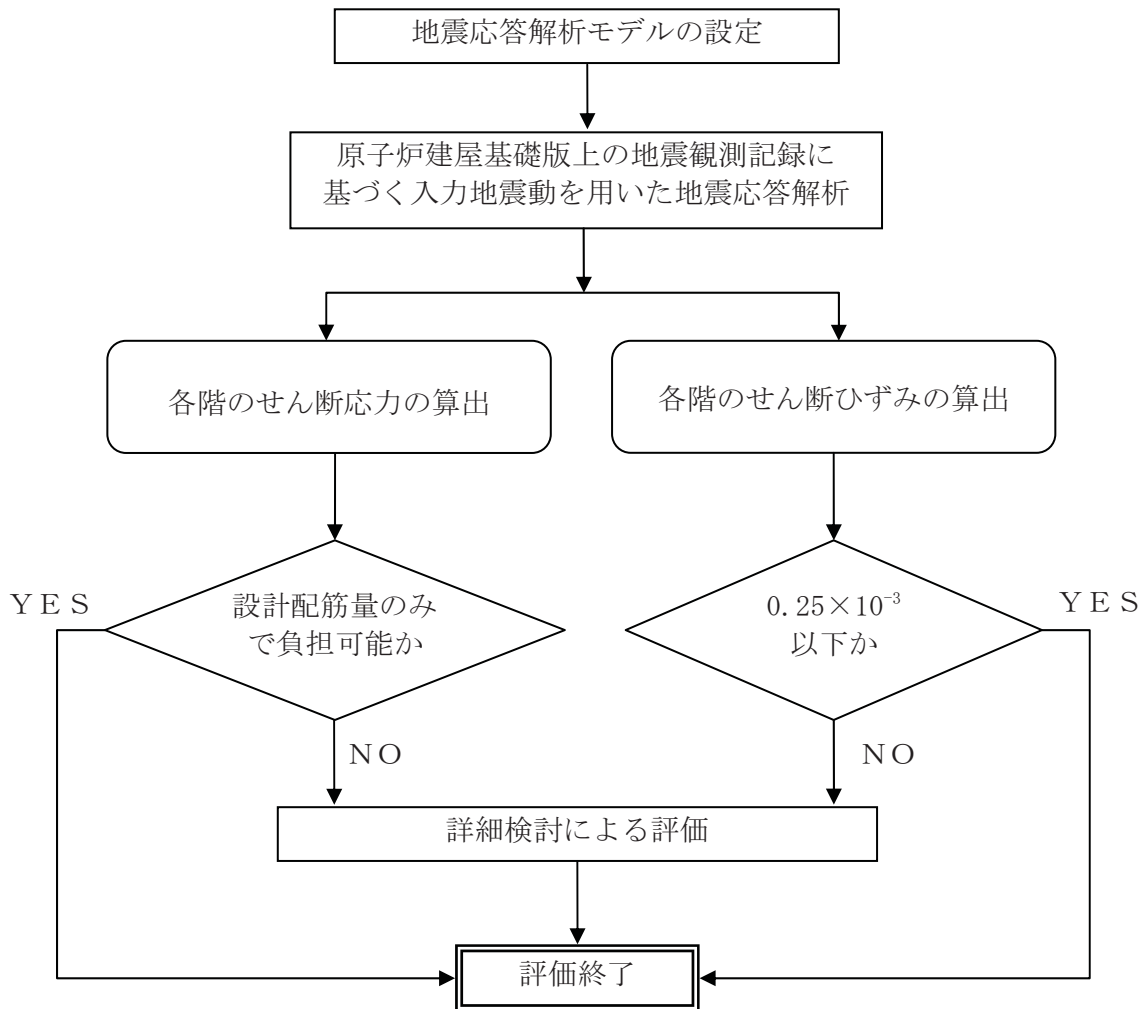 地震応答解析モデルの設定
原子炉建屋基礎版上の地震観測記録に
基づく入力地震動を用いた地震応答解析
各階のせん断応力の算出
各階のせん断ひずみの算出
YES
設計配筋量のみ
で負担可能か
0.25×10⁻³
以下か
YES
NO
NO
詳細検討による評価
評価終了